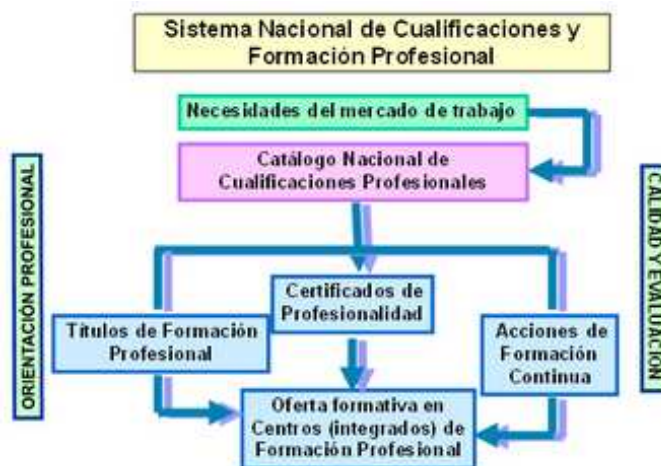 Sistema Nacional de Cualificaciones y
Formación Profesional
Necesidades del mercado de trabajo
Catálogo Nacional de
Cualificaciones Profesionales
ORIENTACIÓN PROFESIONAL
CALIDAD Y EVALUACIÓN
Certificados de
Profesionalidad
Títulos de Formación
Profesional
Acciones de
Formación
Continua
Oferta formativa en
Centros (integrados) de
Formación Profesional